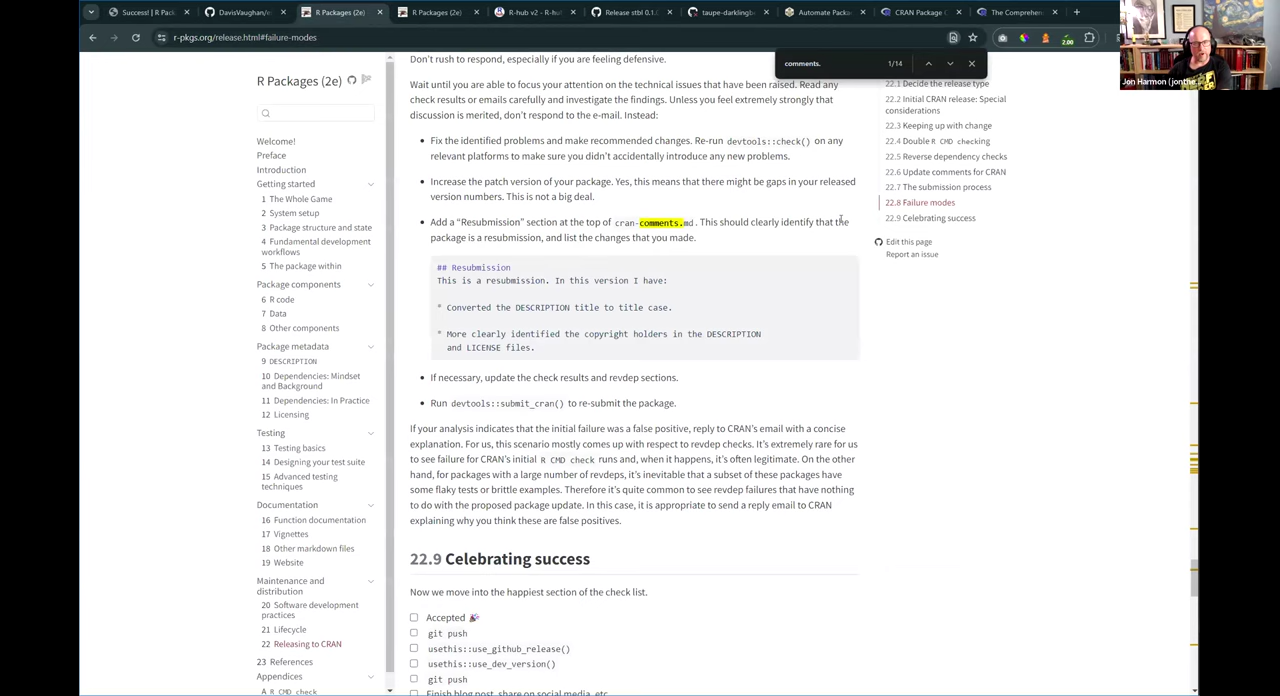 Success! | R Pack
DavisVaughan/e
R Packages (2e)
R Packages (2e)
R-hub v2 - R-hu
Release stbl 0.1.
taupe-darklingbe
Automate Packa
CRAN Package C
The Comprehen
r-pkgs.org/release.html#failure-modes
2.00
comments.
1/14
Jon Harmon (jonthe
R Packages (2e)
Welcome!
Preface
Introduction
Getting started
1 The Whole Game
2 System setup
3 Package structure and state
4 Fundamental development
workflows
5 The package within
Package components
6 R code
7 Data
8 Other components
Package metadata
9 DESCRIPTION
10 Dependencies: Mindset
and Background
11 Dependencies: In Practice
12 Licensing
Testing
13 Testing basics
14 Designing your test suite
15 Advanced testing
techniques
Documentation
16 Function documentation
17 Vignettes
18 Other markdown files
19 Website
Maintenance and
distribution
20 Software development
practices
21 Lifecycle
22 Releasing to CRAN
23 References
Appendices
A R CMD check
Don't rush to respond, especially if you are feeling defensive.
Wait until you are able to focus your attention on the technical issues that have been raised. Read any
check results or emails carefully and investigate the findings. Unless you feel extremely strongly that
discussion is merited, don't respond to the e-mail. Instead:
• Fix the identified problems and make recommended changes. Re-run devtools::check() on any
relevant platforms to make sure you didn't accidentally introduce any new problems.
• Increase the patch version of your package. Yes, this means that there might be gaps in your released
version numbers. This is not a big deal.
• Add a “Resubmission” section at the top of cran-comments.md. This should clearly identify that the
package is a resubmission, and list the changes that you made.
## Resubmission
This is a resubmission. In this version I have:
* Converted the DESCRIPTION title to title case.
* More clearly identified the copyright holders in the DESCRIPTION
and LICENSE files.
• If necessary, update the check results and revdep sections.
• Run devtools::submit_cran() to re-submit the package.
If your analysis indicates that the initial failure was a false positive, reply to CRAN's email with a concise
explanation. For us, this scenario mostly comes up with respect to revdep checks. It's extremely rare for us
to see failure for CRAN's initial R CMD check runs and, when it happens, it's often legitimate. On the other
hand, for packages with a large number of revdeps, it's inevitable that a subset of these packages have
some flaky tests or brittle examples. Therefore it's quite common to see revdep failures that have nothing
to do with the proposed package update. In this case, it is appropriate to send a reply email to CRAN
explaining why you think these are false positives.
22.9 Celebrating success
Now we move into the happiest section of the check list.
Accepted 🎉
git push
usethis::use_github_release()
usethis::use_dev_version()
git push
Finish blog post, share on social media, etc.
22.1 Decide the release type
22.2 Initial CRAN release: Special
considerations
22.3 Keeping up with change
22.4 Double R CMD checking
22.5 Reverse dependency checks
22.6 Update comments for CRAN
22.7 The submission process
22.8 Failure modes
22.9 Celebrating success
Edit this page
Report an issue